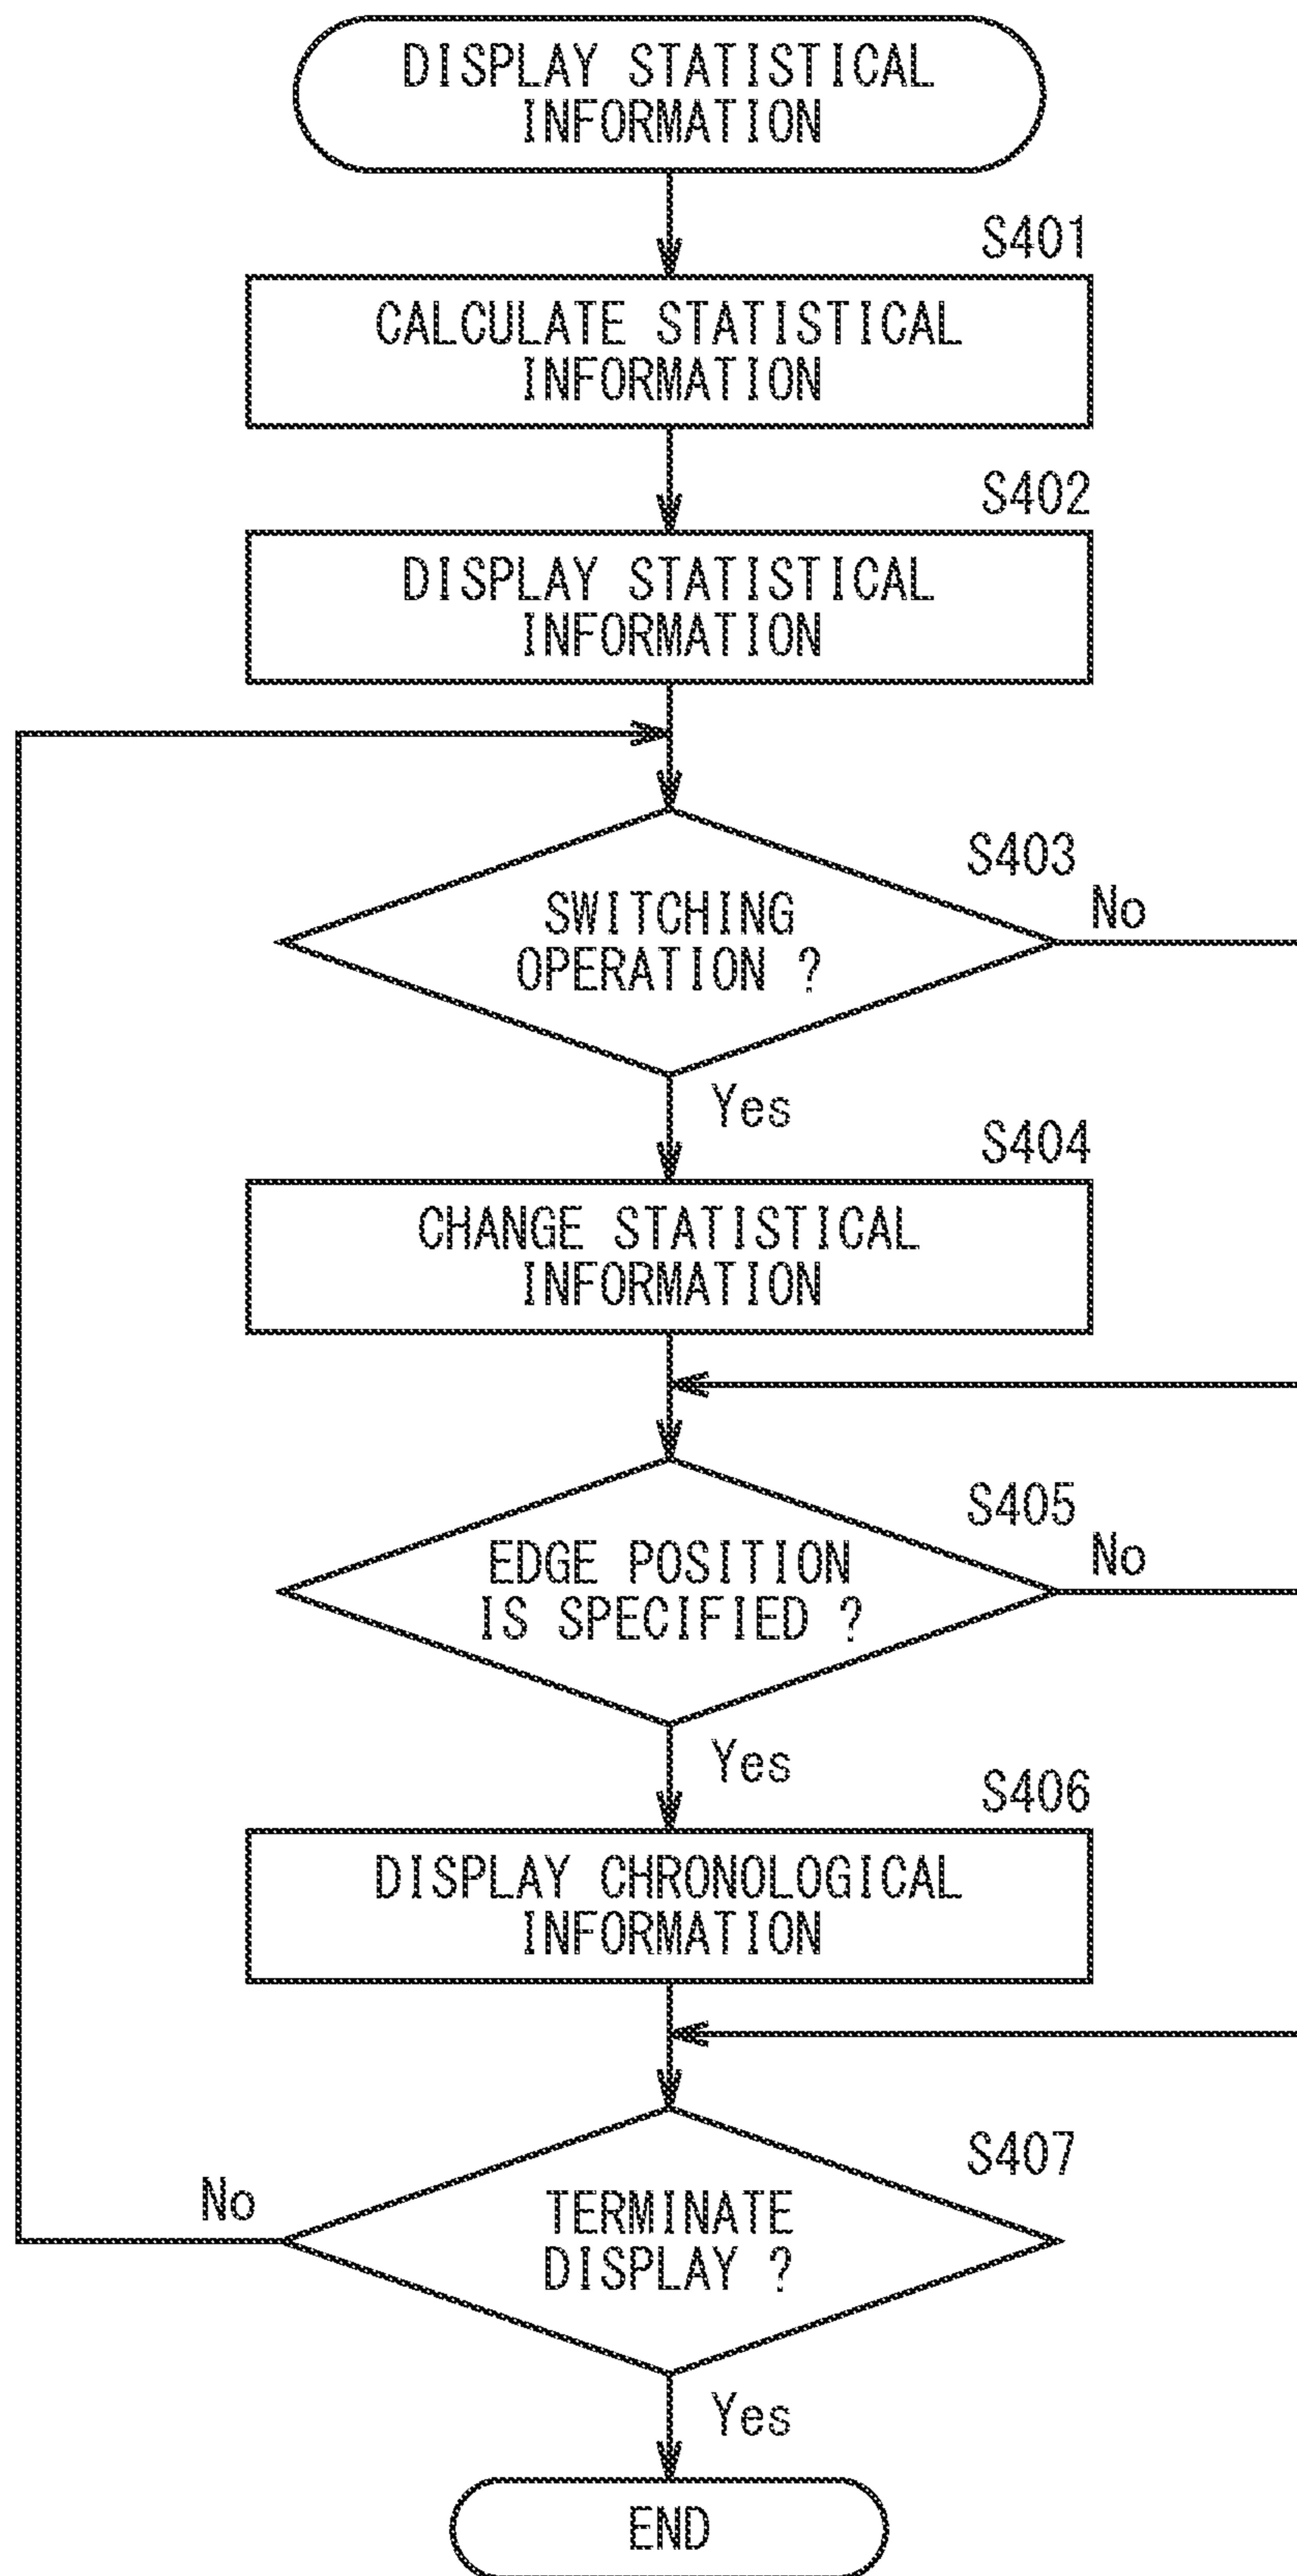 DISPLAY STATISTICAL
INFORMATION
S401
CALCULATE STATISTICAL
INFORMATION
S402
DISPLAY STATISTICAL
INFORMATION
S403
No
SWITCHING
OPERATION ?
Yes
S404
CHANGE STATISTICAL
INFORMATION
S405
No
EDGE POSITION
IS SPECIFIED ?
Yes
S406
DISPLAY CHRONOLOGICAL
INFORMATION
S407
No
TERMINATE
DISPLAY ?
Yes
END